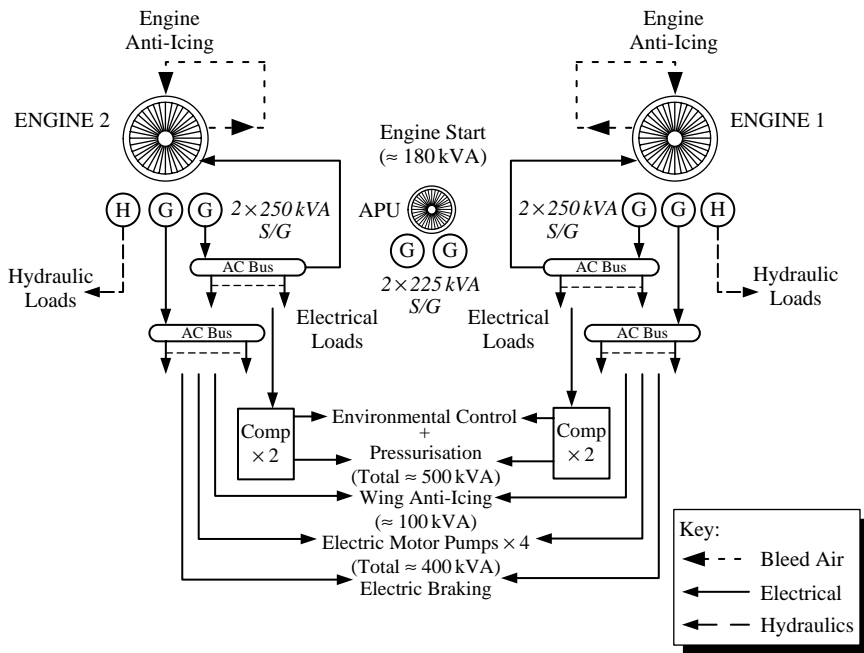 Engine
Anti-Icing
Engine
Anti-Icing
ENGINE 2
ENGINE 1
Engine Start
(≈ 180 kVA)
H
G
G
2 × 250 kVA
S/G
APU
G
G
2 × 225 kVA
S/G
2 × 250 kVA
S/G
G
G
H
Hydraulic
Loads
AC Bus
AC Bus
Electrical
Loads
AC Bus
Electrical
Loads
AC Bus
Hydraulic
Loads
Comp
× 2
Comp
× 2
Environmental Control
+
Pressurisation
(Total ≈ 500 kVA)
Wing Anti-Icing
(≈ 100 kVA)
Electric Motor Pumps × 4
(Total ≈ 400 kVA)
Electric Braking
Key:
Bleed Air
Electrical
Hydraulics